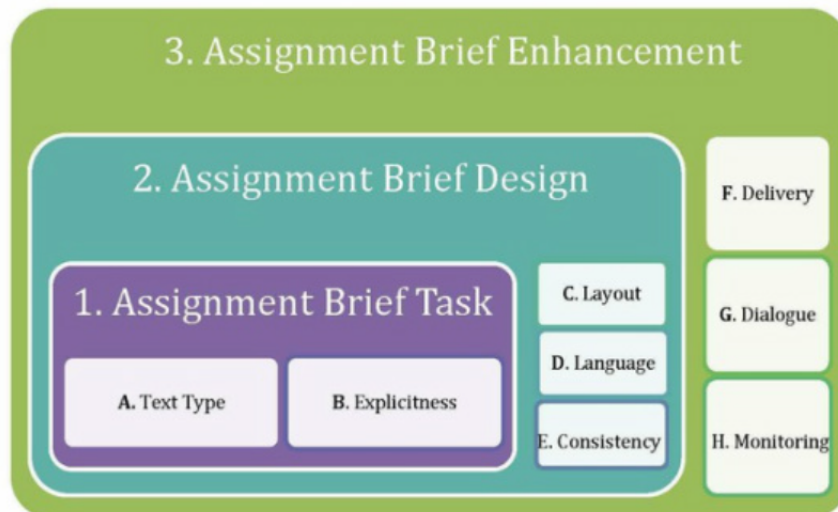 3. Assignment Brief Enhancement
2. Assignment Brief Design
1. Assignment Brief Task
A. Text Type
B. Explicitness
C. Layout
D. Language
E. Consistency
F. Delivery
G. Dialogue
H. Monitoring